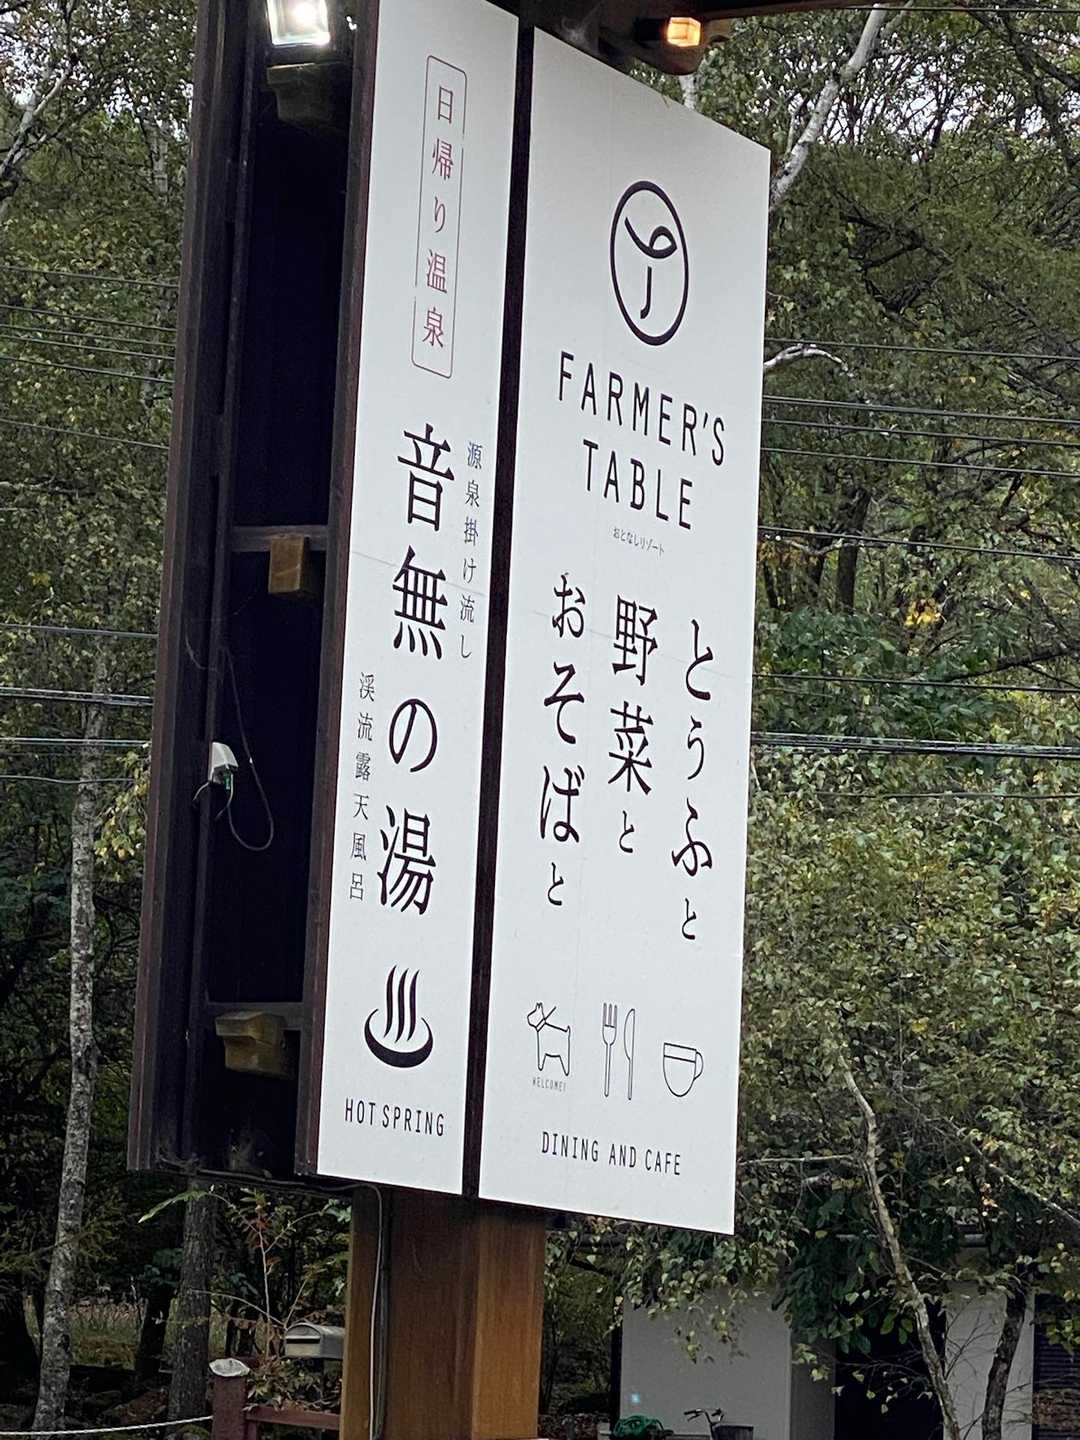 日帰り温泉
源泉掛け流し
音無の湯
渓流露天風呂
HOT SPRING
FARMER'S
TABLE
おとなしリゾート
とうふと
野菜と
おそばと
WELCOME!
DINING AND CAFE